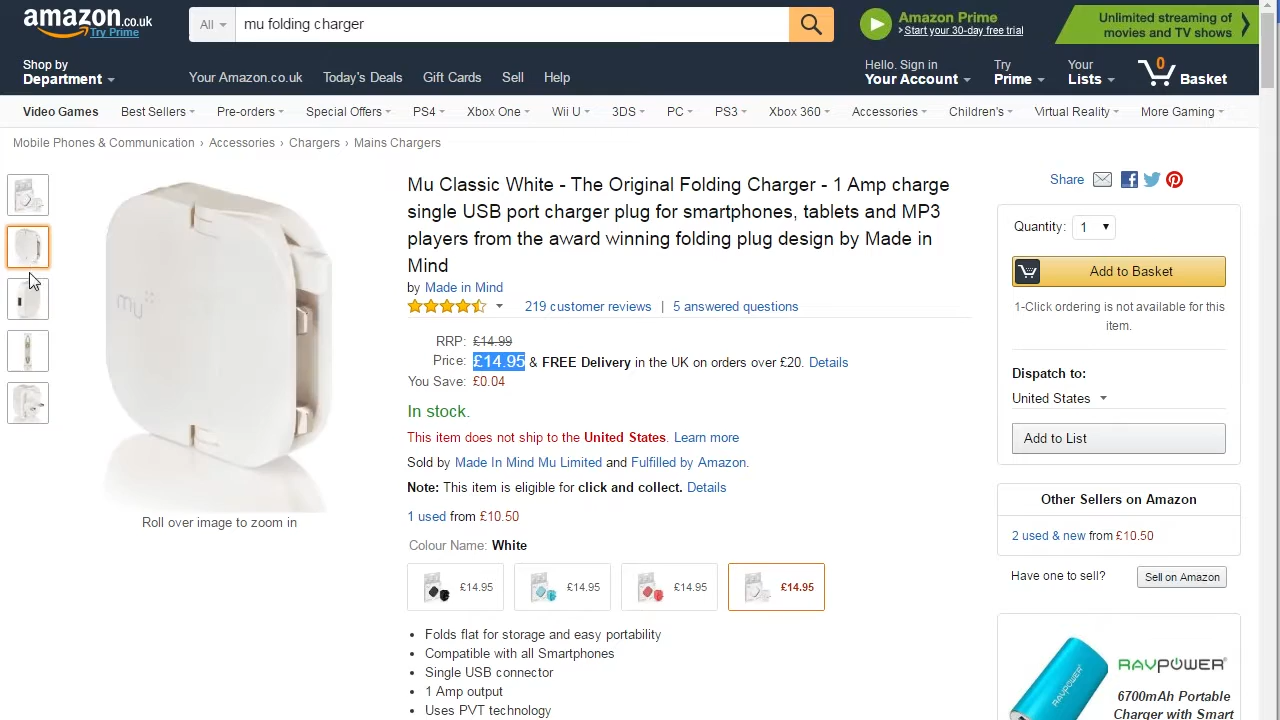 amazon.co.uk
Try Prime
All
mu folding charger
Amazon Prime
Start your 30-day free trial
Unlimited streaming of
movies and TV shows
Shop by
Department
Your Amazon.co.uk
Today's Deals
Gift Cards
Sell
Help
Hello. Sign in
Your Account
Try
Prime
Your
Lists
0
Basket
Video Games
Best Sellers
Pre-orders
Special Offers
PS4
Xbox One
Wii U
3DS
PC
PS3
Xbox 360
Accessories
Children's
Virtual Reality
More Gaming
Mobile Phones & Communication › Accessories › Chargers › Mains Chargers
mu
Roll over image to zoom in
Mu Classic White - The Original Folding Charger - 1 Amp charge
single USB port charger plug for smartphones, tablets and MP3
players from the award winning folding plug design by Made in
Mind
by Made in Mind
219 customer reviews | 5 answered questions
RRP: £14.99
Price: £14.95 & FREE Delivery in the UK on orders over £20. Details
You Save: £0.04
In stock.
This item does not ship to the United States. Learn more
Sold by Made In Mind Mu Limited and Fulfilled by Amazon.
Note: This item is eligible for click and collect. Details
1 used from £10.50
Colour Name: White
£14.95
£14.95
£14.95
£14.95
• Folds flat for storage and easy portability
• Compatible with all Smartphones
• Single USB connector
• 1 Amp output
• Uses PVT technology
Share
Quantity: 1
Add to Basket
1-Click ordering is not available for this
item.
Dispatch to:
United States
Add to List
Other Sellers on Amazon
2 used & new from £10.50
Have one to sell?
Sell on Amazon
RAVPOWER
RAVPOWER
6700mAh Portable
Charger with Smart